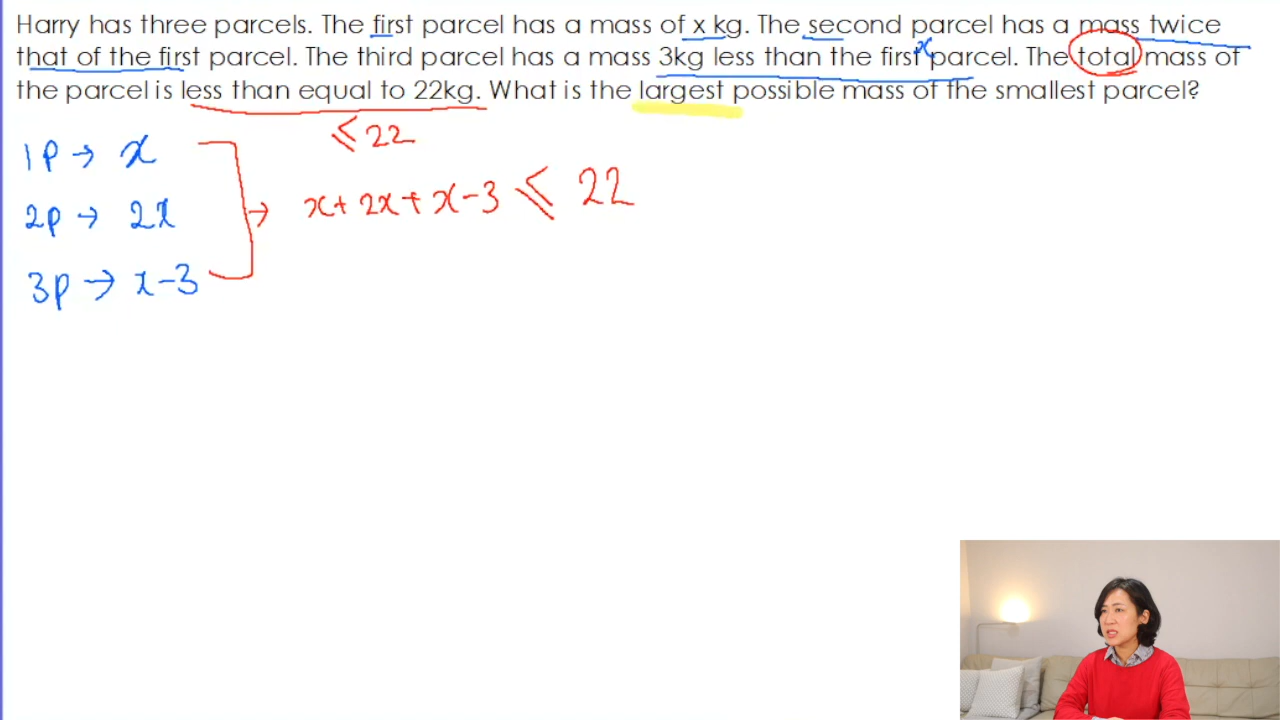 Harry has three parcels. The first parcel has a mass of x kg. The second parcel has a mass twice
that of the first parcel. The third parcel has a mass 3kg less than the first parcel. The total mass of
x
the parcel is less than equal to 22kg. What is the largest possible mass of the smallest parcel?
⩽ 22
1p → x
x + 2x + x - 3 ⩽ 22
2p → 2x
3p → x - 3